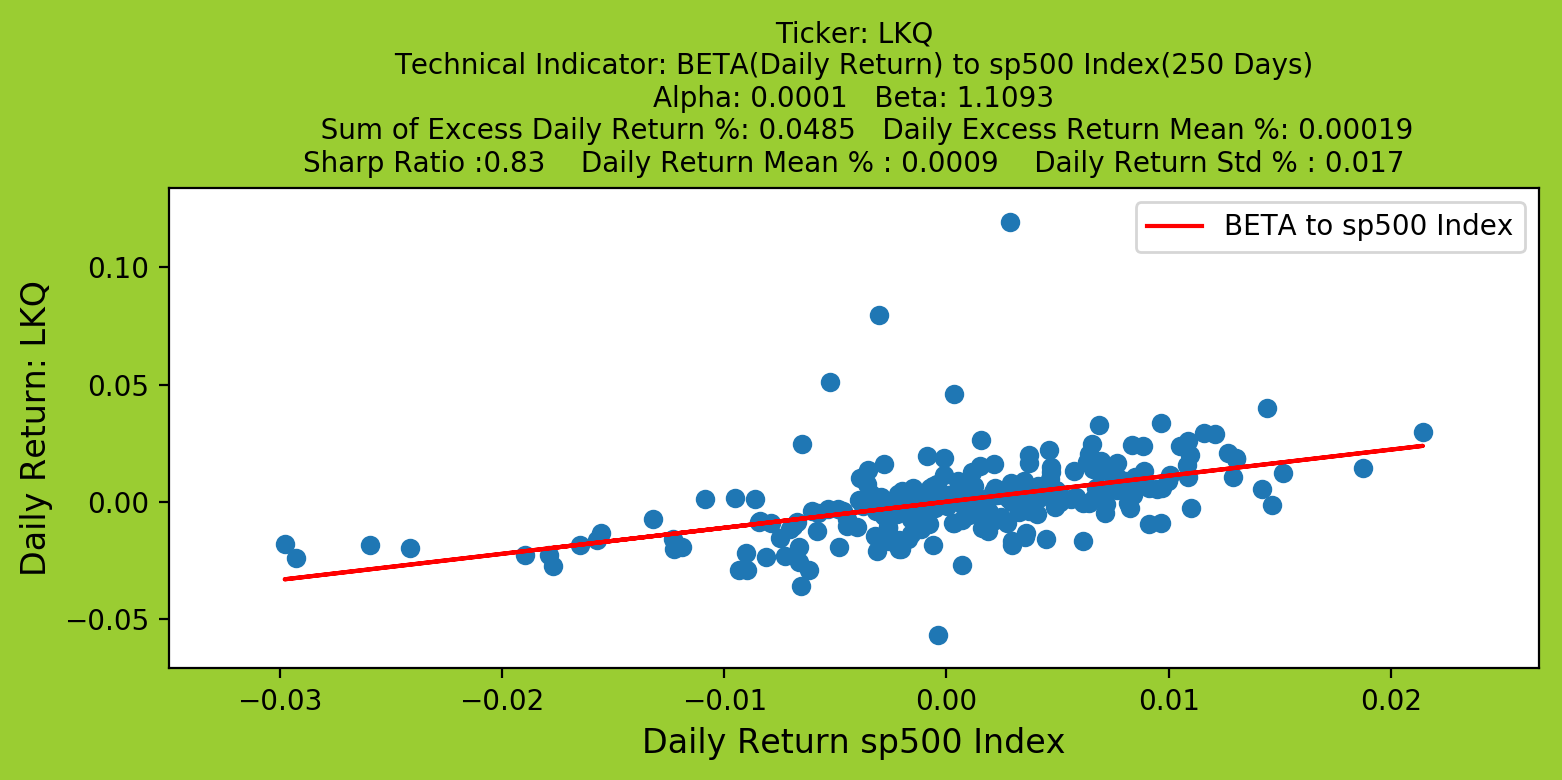 Ticker: LKQ
Technical Indicator: BETA(Daily Return) to sp500 Index(250 Days)
Alpha: 0.0001   Beta: 1.1093
Sum of Excess Daily Return %: 0.0485   Daily Excess Return Mean %: 0.00019
Sharp Ratio :0.83    Daily Return Mean % : 0.0009    Daily Return Std % : 0.017
BETA to sp500 Index
Daily Return: LKQ
0.10
0.05
0.00
−0.05
−0.03 −0.02 −0.01 0.00 0.01 0.02
Daily Return sp500 Index